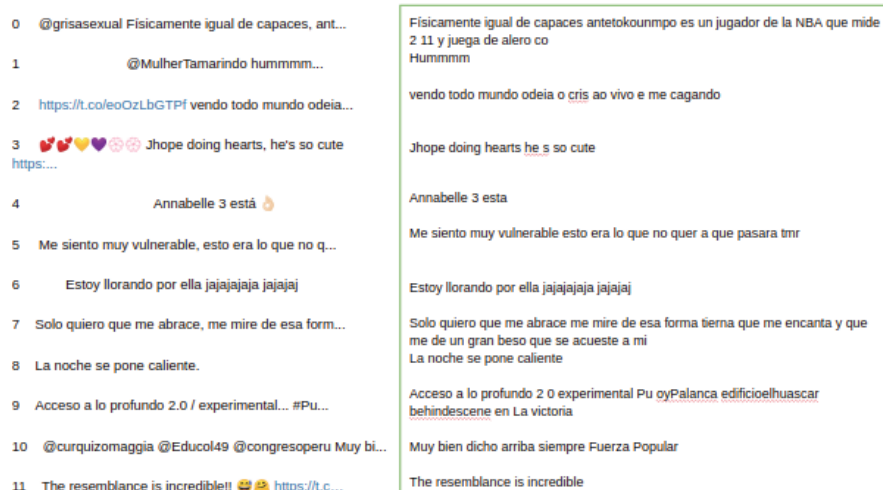 0 @grisasexual Físicamente igual de capaces, ant...
1 @MulherTamarindo hummmm...
2 https://t.co/eoOzLbGTPf vendo todo mundo odeia...
3 💕💕💛💜🌸🌸 Jhope doing hearts, he's so cute
https:...
4 Annabelle 3 está 👌🏻
5 Me siento muy vulnerable, esto era lo que no q...
6 Estoy llorando por ella jajajajaja jajajaj
7 Solo quiero que me abrace, me mire de esa form...
8 La noche se pone caliente.
9 Acceso a lo profundo 2.0 / experimental... #Pu...
10 @curquizomaggia @Educol49 @congresoperu Muy bi...
11 The resemblance is incredible!! 😅🤗 https://t.c...
Físicamente igual de capaces antetokounmpo es un jugador de la NBA que mide
2 11 y juega de alero co
Hummmm
vendo todo mundo odeia o cris ao vivo e me cagando
Jhope doing hearts he s so cute
Annabelle 3 esta
Me siento muy vulnerable esto era lo que no quer a que pasara tmr
Estoy llorando por ella jajajajaja jajajaj
Solo quiero que me abrace me mire de esa forma tierna que me encanta y que
me de un gran beso que se acueste a mi
La noche se pone caliente
Acceso a lo profundo 2 0 experimental Pu oyPalanca edificioelhuascar
behindescene en La victoria
Muy bien dicho arriba siempre Fuerza Popular
The resemblance is incredible